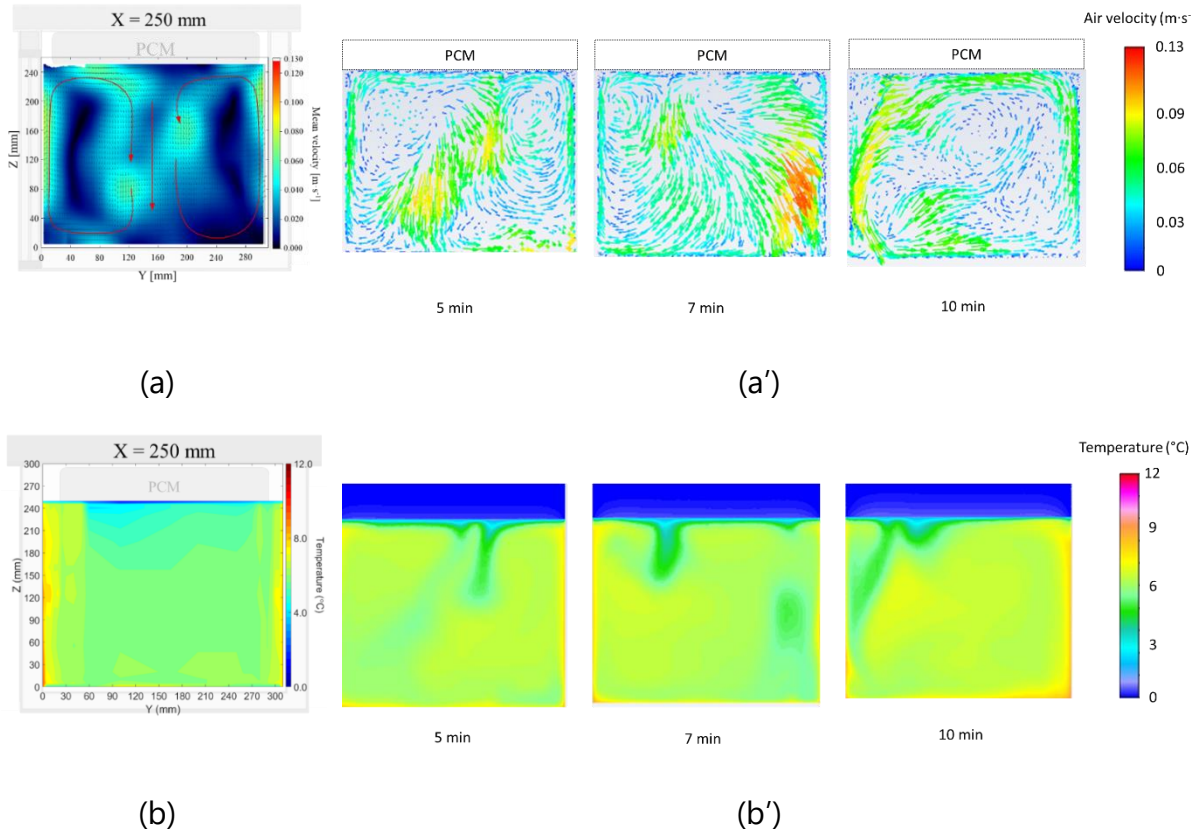 X = 250 mm
PCM
240
200
160
120
80
40
0
Z [mm]
0 40 80 120 160 200 240 280
Y [mm]
0.130
0.120
0.100
0.080
0.060
0.040
0.020
0.000
Mean velocity [m s⁻¹]
PCM
PCM
PCM
5 min
7 min
10 min
Air velocity (m·s⁻
0.13
0.09
0.06
0.03
0
(a)
(a’)
X = 250 mm
PCM
300
270
240
210
180
150
120
90
60
30
0
Z (mm)
0 30 60 90 120 150 180 210 240 270 300
Y (mm)
12.0
8.0
4.0
0.0
Temperature (°C)
5 min
7 min
10 min
Temperature (°C)
12
9
6
3
0
(b)
(b’)